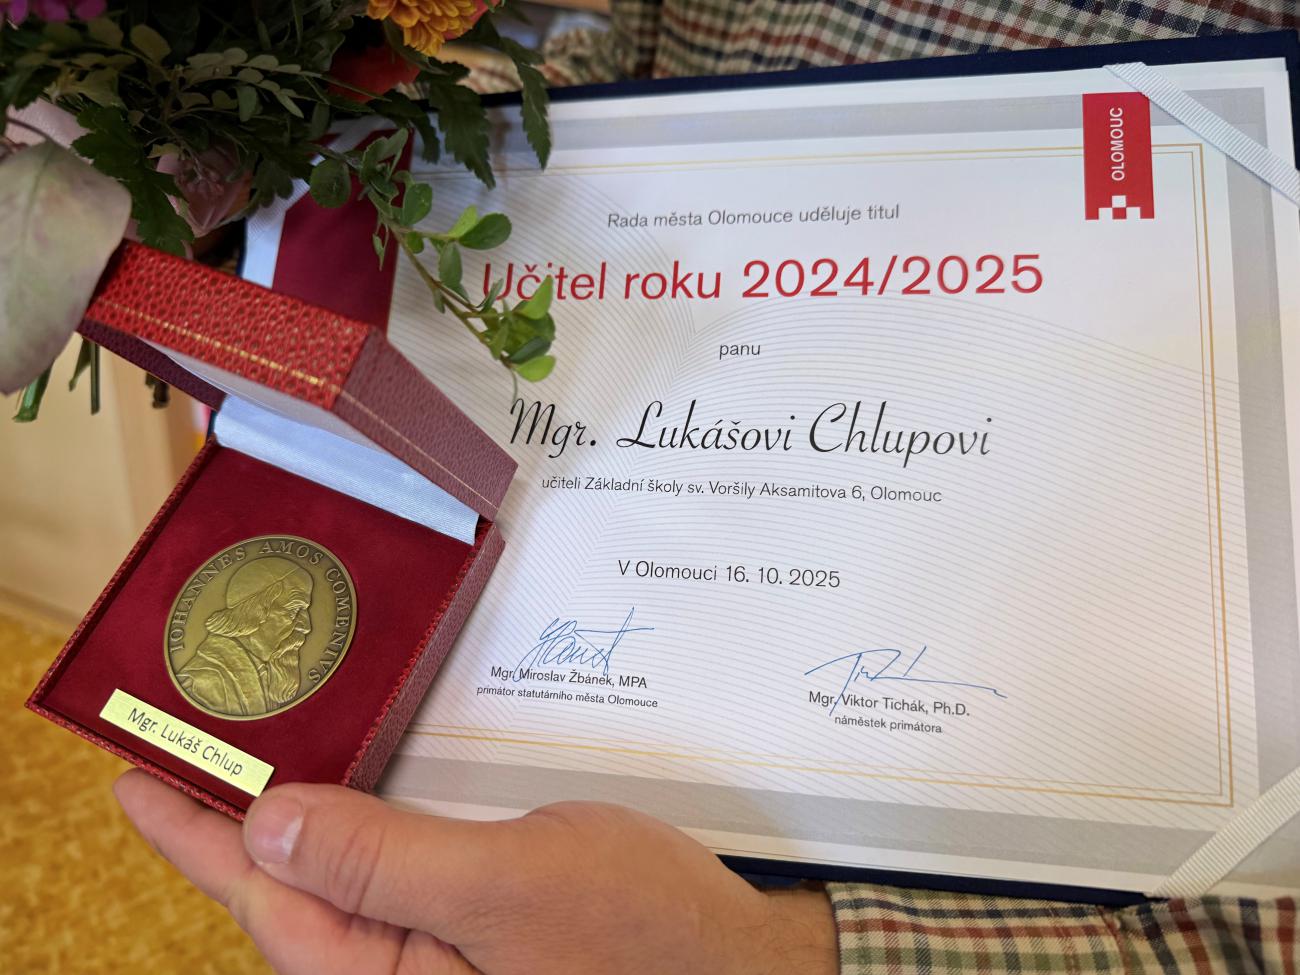 OLOMOUC
Rada města Olomouce uděluje titul
Učitel roku 2024/2025
panu
Mgr. Lukášovi Chlupovi
učiteli Základní školy sv. Voršily Aksamitova 6, Olomouc
V Olomouci 16. 10. 2025
Mgr. Miroslav Žbánek, MPA
primátor statutárního města Olomouce
Mgr. Viktor Tichák, Ph.D.
náměstek primátora
IOHANNES AMOS COMENIVS
Mgr. Lukáš Chlup